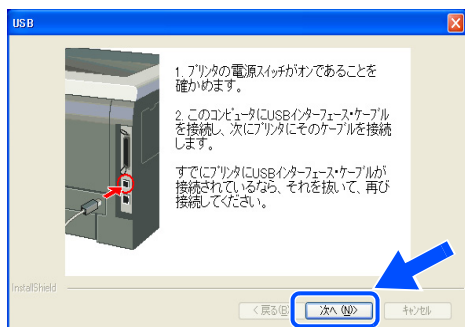 USB
1. プリンタの電源スイッチがオンであることを
確かめます。
2. このコンピュータにUSBインターフェース・ケーブル
を接続し、次にプリンタにそのケーブルを接続
します。
すでにプリンタにUSBインターフェース・ケーブルが
接続されているなら、それを抜いて、再び
接続してください。
InstallShield
< 戻る(B)
次へ(N)>
キャンセル